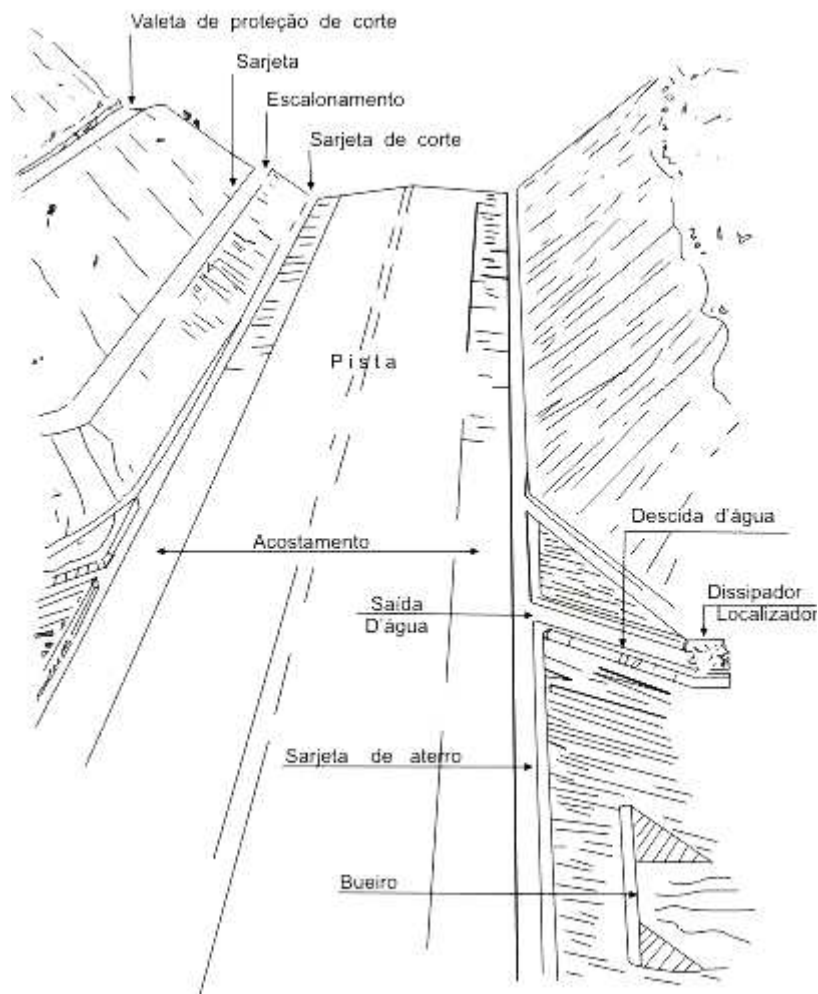 Valeta de proteção de corte
Sarjeta
Escalonamento
Sarjeta de corte
Pista
Descida d'água
Acostamento
Dissipador
Localizador
Saída
D'água
Sarjeta de aterro
Bueiro